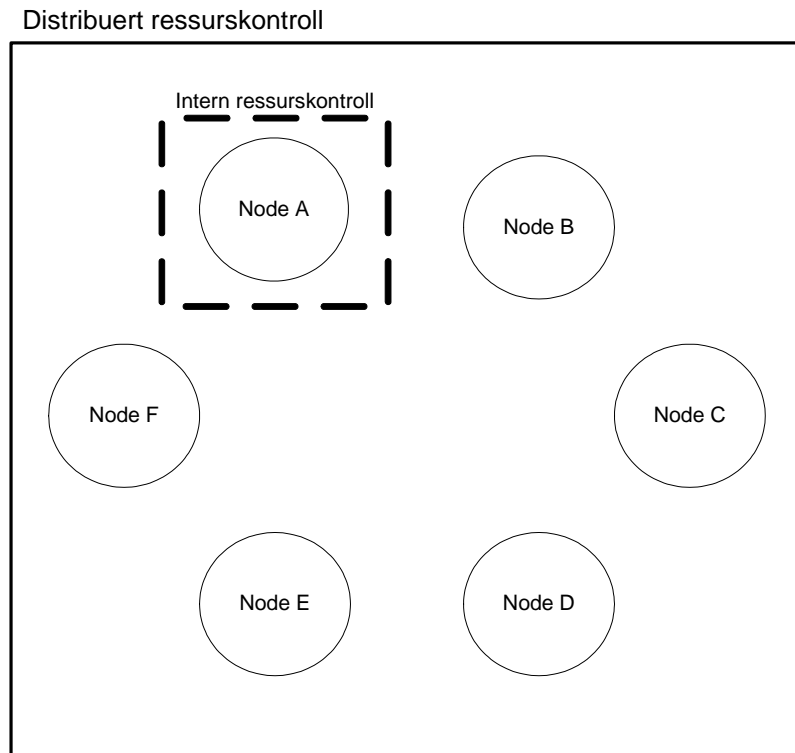 Distribuert ressurskontroll
Intern ressurskontroll
Node A
Node B
Node F
Node C
Node E
Node D